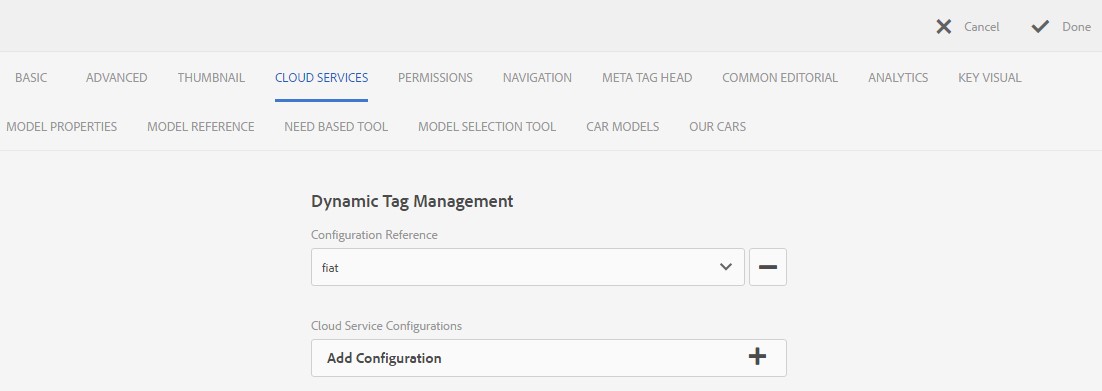 Cancel Done
BASIC ADVANCED THUMBNAIL CLOUD SERVICES PERMISSIONS NAVIGATION META TAG HEAD COMMON EDITORIAL ANALYTICS KEY VISUAL
MODEL PROPERTIES MODEL REFERENCE NEED BASED TOOL MODEL SELECTION TOOL CAR MODELS OUR CARS
Dynamic Tag Management
Configuration Reference
fiat
Cloud Service Configurations
Add Configuration